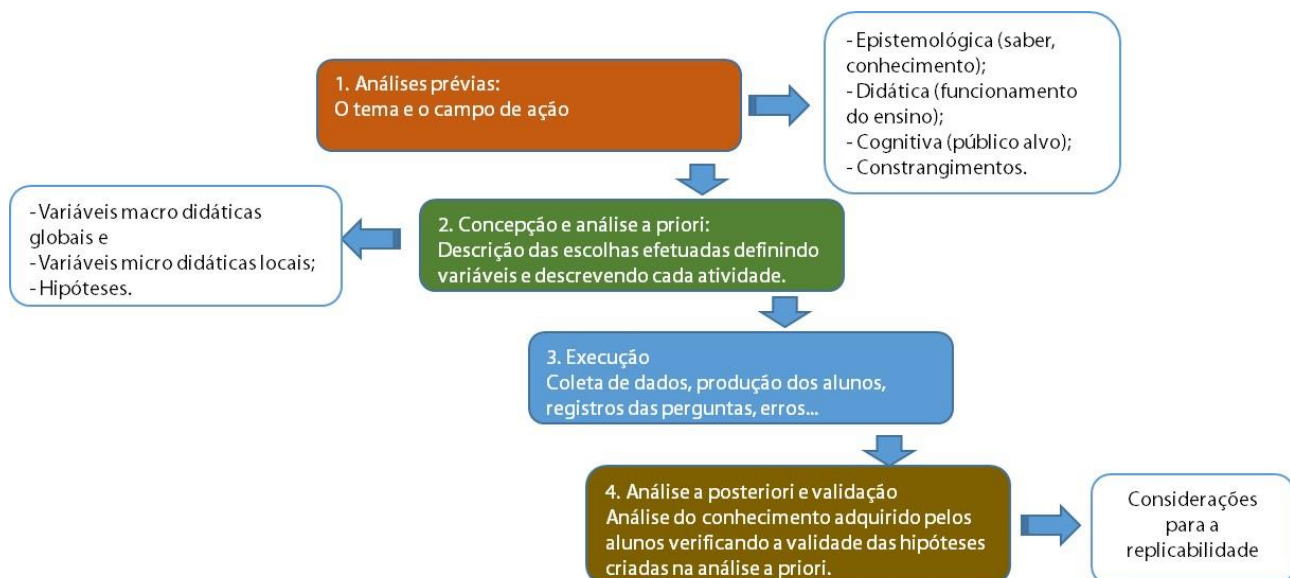 1. Análises prévias:
O tema e o campo de ação
- Epistemológica (saber,
conhecimento);
- Didática (funcionamento
do ensino);
- Cognitiva (público alvo);
- Constrangimentos.
2. Concepção e análise a priori:
Descrição das escolhas efetuadas definindo
variáveis e descrevendo cada atividade.
- Variáveis macro didáticas
globais e
- Variáveis micro didáticas locais;
- Hipóteses.
3. Execução
Coleta de dados, produção dos alunos,
registros das perguntas, erros...
4. Análise a posteriori e validação
Análise do conhecimento adquirido pelos
alunos verificando a validade das hipóteses
criadas na análise a priori.
Considerações
para a
replicabilidade